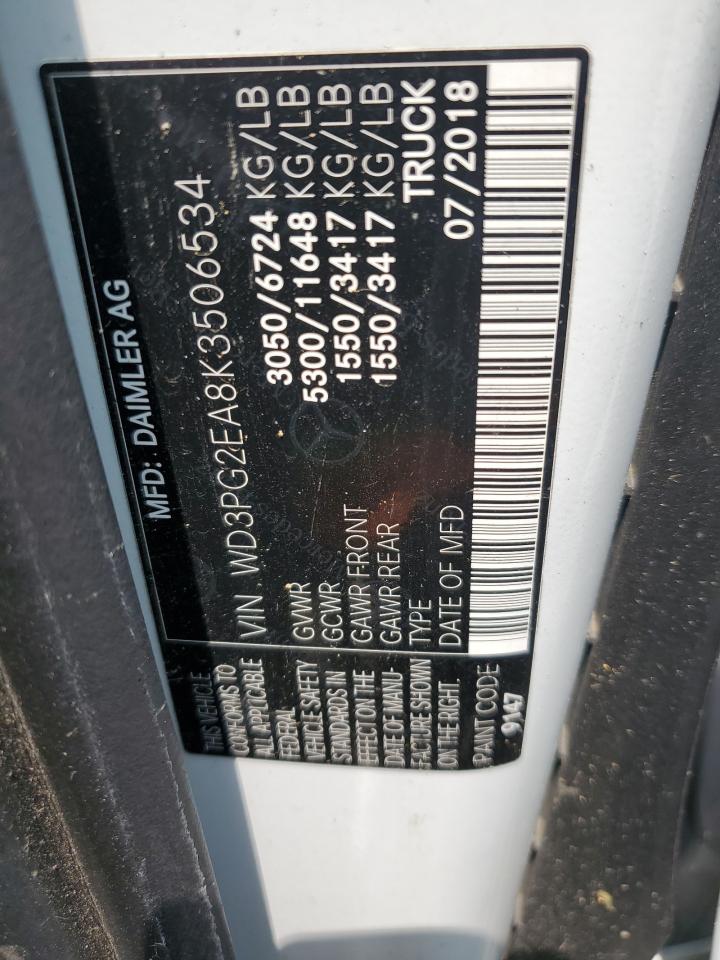 MFD: DAIMLER AG
VIN WD3PG2EA8K3506534
GVWR 3050/6724 KG/LB
GCWR 5300/11648 KG/LB
GAWR FRONT 1550/3417 KG/LB
GAWR REAR 1550/3417 KG/LB
TYPE TRUCK
DATE OF MFD 07/2018
THIS VEHICLE
CONFORMS TO
ALL APPLICABLE
FEDERAL
VEHICLE SAFETY
STANDARDS IN
EFFECT ON THE
DATE OF MANU-
FACTURE SHOWN
ON THE RIGHT.
PAINT CODE
9147